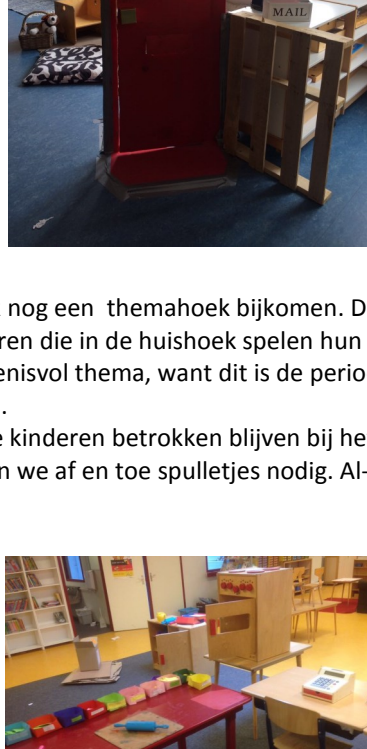 MAIL
nog een themahoek bijkomen. D
ren die in de huishoek spelen hun
enisvol thema, want dit is de perio
.
e kinderen betrokken blijven bij he
n we af en toe spulletjes nodig. Al-